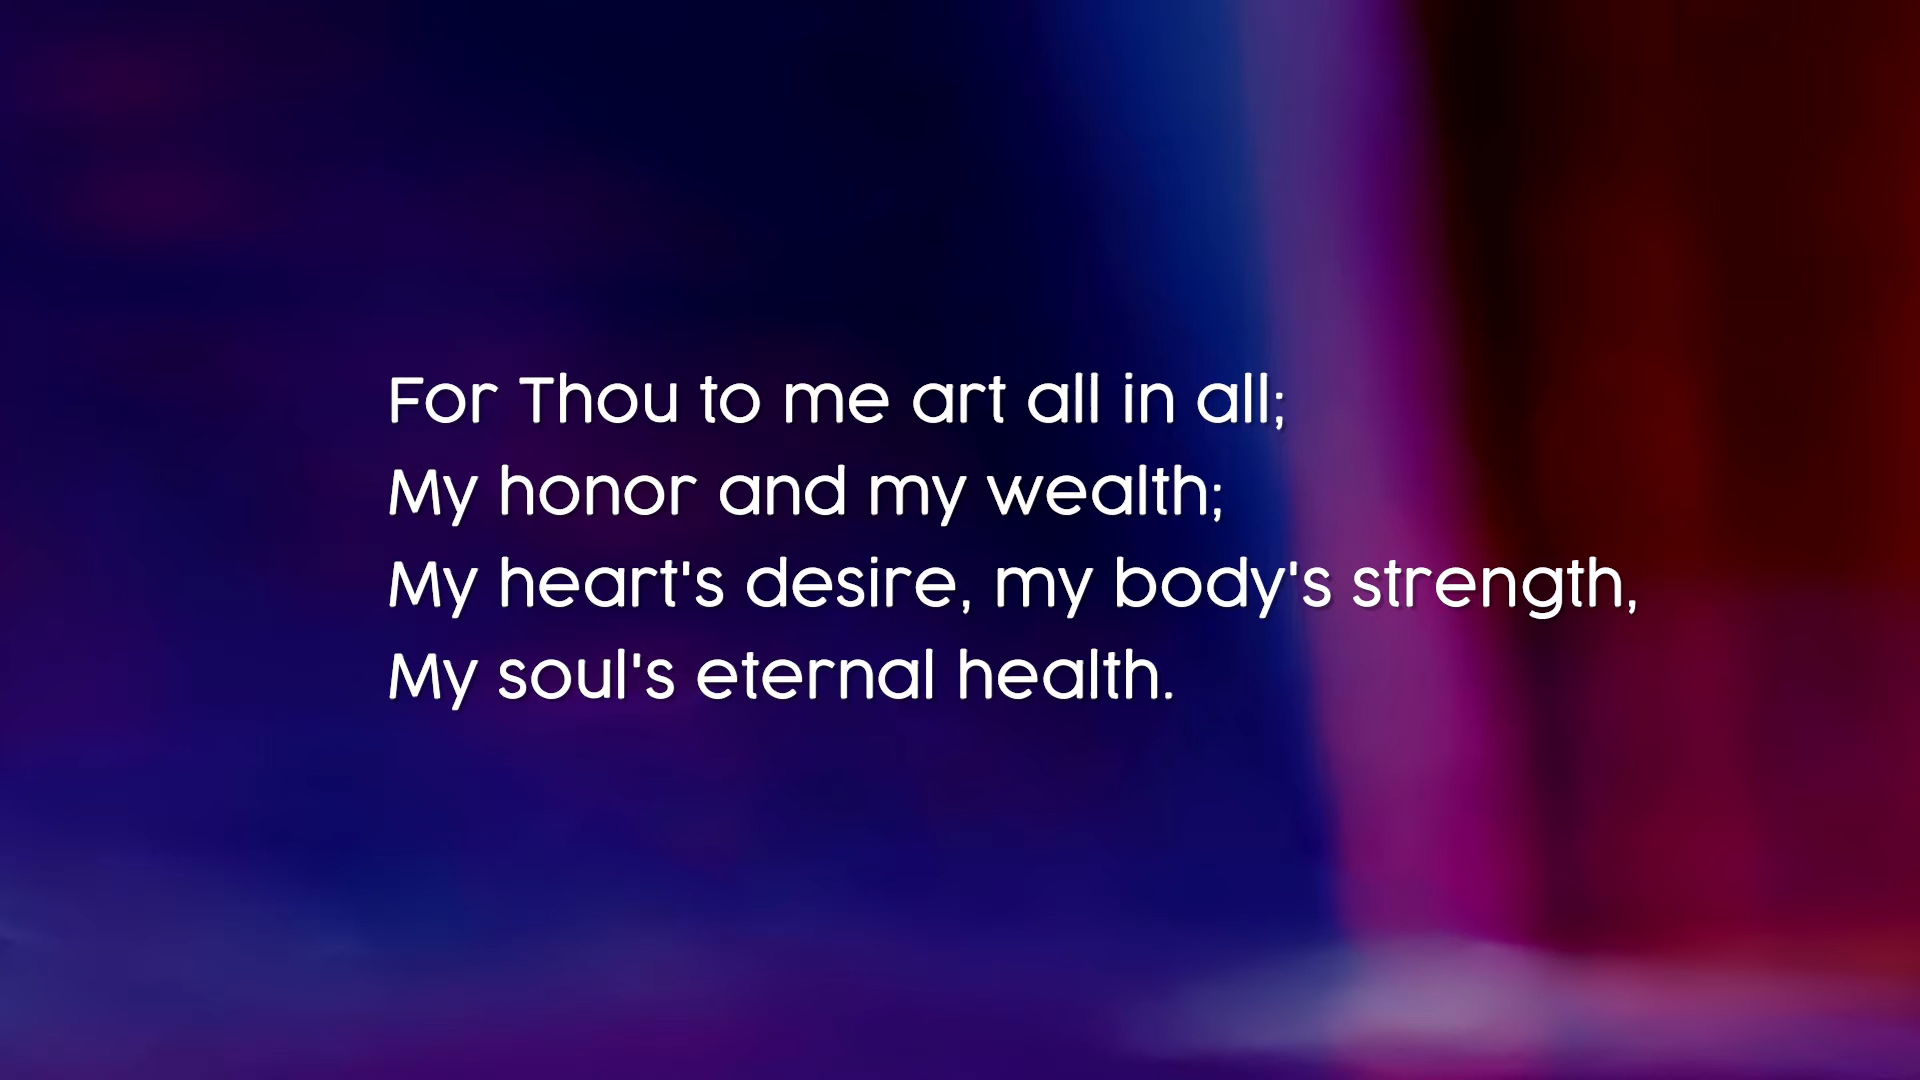 For Thou to me art all in all;
My honor and my wealth;
My heart's desire, my body's strength,
My soul's eternal health.